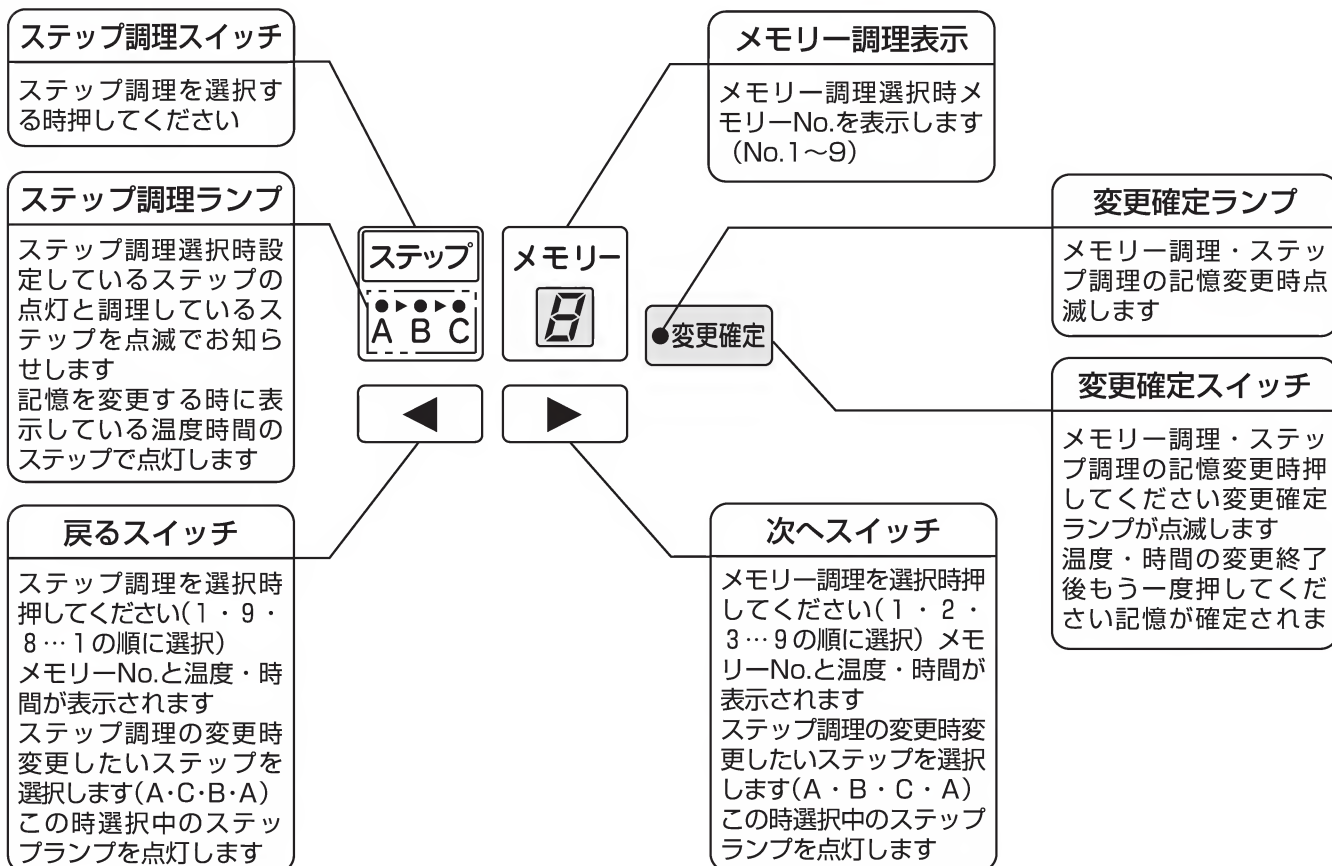 ステップ調理スイッチ
ステップ調理を選択す
る時押してください
ステップ調理ランプ
ステップ調理選択時設
定しているステップの
点灯と調理しているス
テップを点滅でお知ら
せします
記憶を変更する時に表
示している温度時間の
ステップで点灯します
戻るスイッチ
ステップ調理を選択時
押してください(1・9・
8…1の順に選択)
メモリーNo.と温度・時
間が表示されます
ステップ調理の変更時
変更したいステップを
選択します(A・C・B・A)
この時選択中のステッ
プランプを点灯します
ステップ
●▶●▶●
A B C
◀
メモリー
8
▶
●変更確定
メモリー調理表示
メモリー調理選択時メ
モリーNo.を表示します
(No.1〜9)
次へスイッチ
メモリー調理を選択時押
してください(1・2・
3…9の順に選択)メモ
リーNo.と温度・時間が
表示されます
ステップ調理の変更時変
更したいステップを選択
します(A・B・C・A)
この時選択中のステップ
ランプを点灯します
変更確定ランプ
メモリー調理・ステッ
プ調理の記憶変更時点
滅します
変更確定スイッチ
メモリー調理・ステッ
プ調理の記憶変更時押
してください変更確定
ランプが点滅します
温度・時間の変更終了
後もう一度押してくだ
さい記憶が確定されま